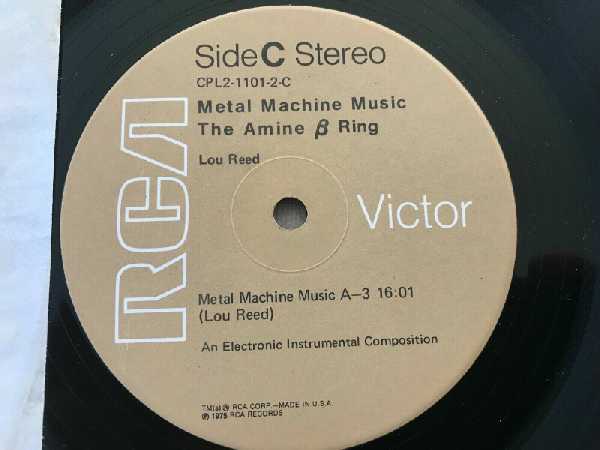 Side C Stereo
CPL2-1101-2-C
Metal Machine Music
The Amine β Ring
Lou Reed
RCA
Victor
Metal Machine Music A-3 16:01
(Lou Reed)
An Electronic Instrumental Composition
TM(s) ® RCA CORP.—MADE IN U.S.A.
℗ 1975 RCA RECORDS